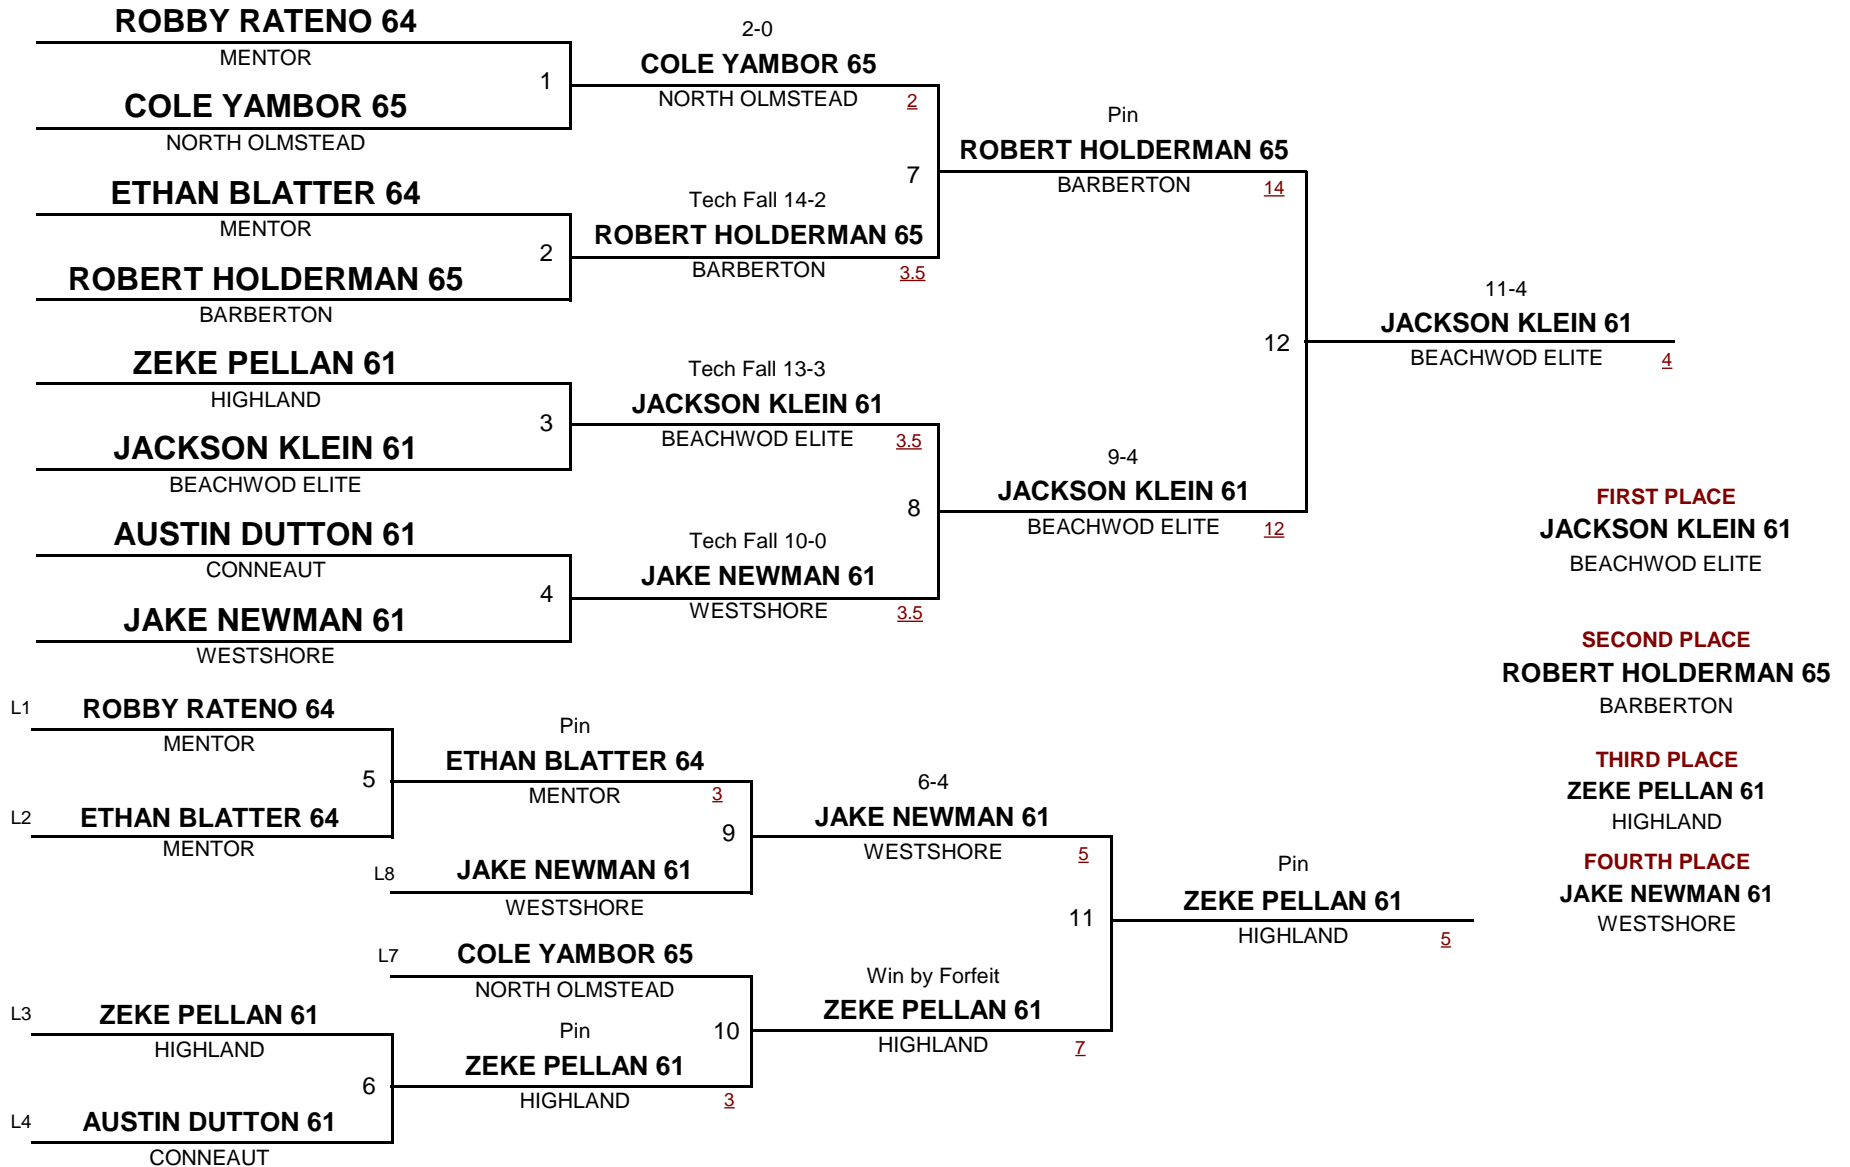 ROBBY RATENO 64
MENTOR
1
COLE YAMBOR 65
NORTH OLMSTEAD
2-0
COLE YAMBOR 65
NORTH OLMSTEAD 2
ETHAN BLATTER 64
MENTOR
2
ROBERT HOLDERMAN 65
BARBERTON
Tech Fall 14-2
ROBERT HOLDERMAN 65
BARBERTON 3.5
7
Pin
ROBERT HOLDERMAN 65
BARBERTON 14
ZEKE PELLAN 61
HIGHLAND
3
JACKSON KLEIN 61
BEACHWOD ELITE
Tech Fall 13-3
JACKSON KLEIN 61
BEACHWOD ELITE 3.5
AUSTIN DUTTON 61
CONNEAUT
4
JAKE NEWMAN 61
WESTSHORE
Tech Fall 10-0
JAKE NEWMAN 61
WESTSHORE 3.5
8
9-4
JACKSON KLEIN 61
BEACHWOD ELITE 12
12
11-4
JACKSON KLEIN 61
BEACHWOD ELITE 4
FIRST PLACE
JACKSON KLEIN 61
BEACHWOD ELITE
SECOND PLACE
ROBERT HOLDERMAN 65
BARBERTON
THIRD PLACE
ZEKE PELLAN 61
HIGHLAND
FOURTH PLACE
JAKE NEWMAN 61
WESTSHORE
L1 ROBBY RATENO 64
MENTOR
5
L2 ETHAN BLATTER 64
MENTOR
Pin
ETHAN BLATTER 64
MENTOR 3
9
L8 JAKE NEWMAN 61
WESTSHORE
6-4
JAKE NEWMAN 61
WESTSHORE 5
L7 COLE YAMBOR 65
NORTH OLMSTEAD
10
L3 ZEKE PELLAN 61
HIGHLAND
6
L4 AUSTIN DUTTON 61
CONNEAUT
Pin
ZEKE PELLAN 61
HIGHLAND 3
Win by Forfeit
ZEKE PELLAN 61
HIGHLAND 7
11
Pin
ZEKE PELLAN 61
HIGHLAND 5